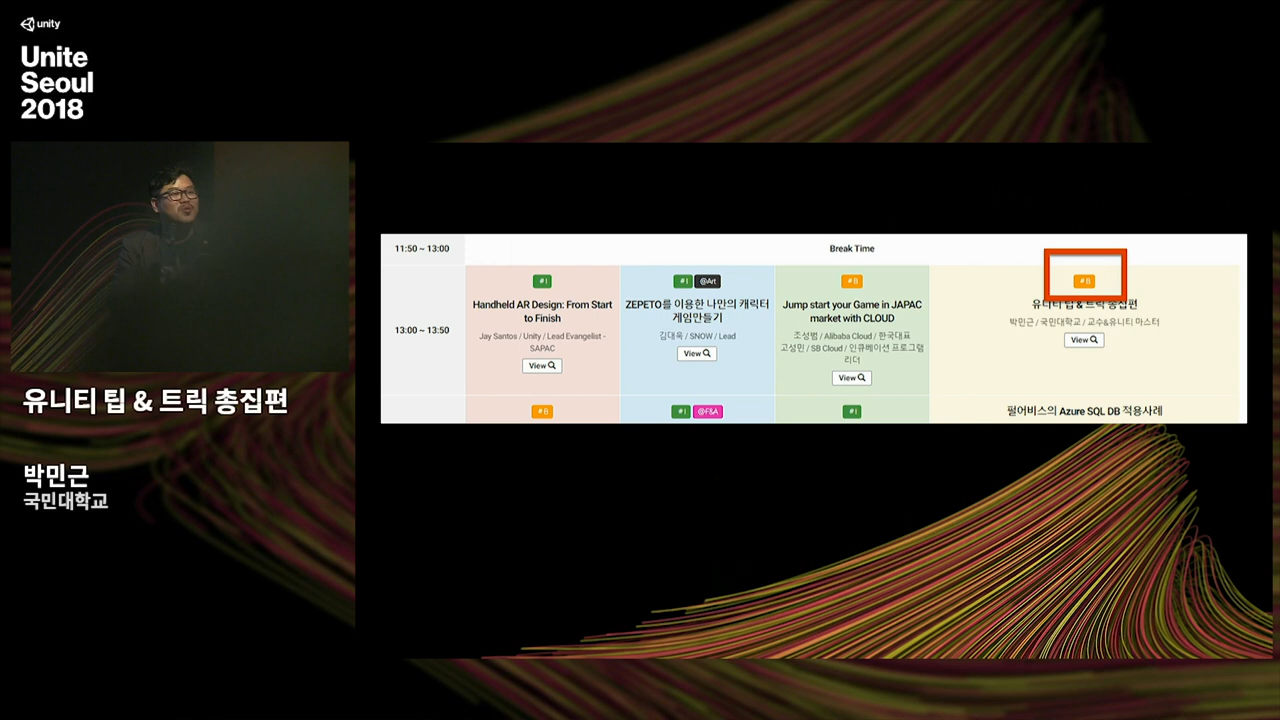 unity
Unite
Seoul
2018
유니티 팁 & 트릭 총집편
박민근
국민대학교
11:50 ~ 13:00
Break Time
13:00 ~ 13:50
# I
Handheld AR Design: From Start
to Finish
Jay Santos / Unity / Lead Evangelist -
SAPAC
View
# I
@Art
ZEPETO를 이용한 나만의 캐릭터
게임만들기
김대욱 / SNOW / Lead
View
# B
Jump start your Game in JAPAC
market with CLOUD
조성범 / Alibaba Cloud / 한국대표
고성민 / SB Cloud / 인큐베이션 프로그램
리더
View
# B
유니티 팁 & 트릭 총집편
박민근 / 국민대학교 / 교수&유니티 마스터
View
# B
# I
@F&A
# I
펄어비스의 Azure SQL DB 적용사례